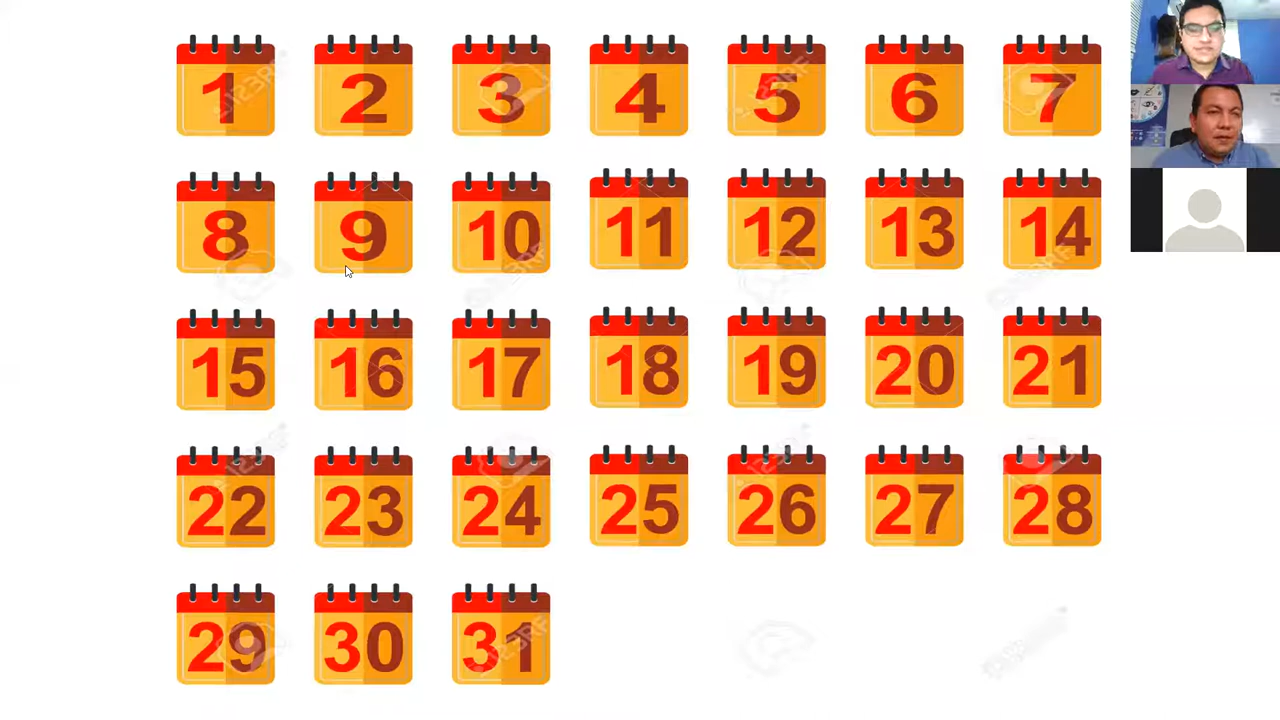 1 2 3 4 5 6 7
8 9 10 11 12 13 14
15 16 17 18 19 20 21
22 23 24 25 26 27 28
29 30 31
123RF